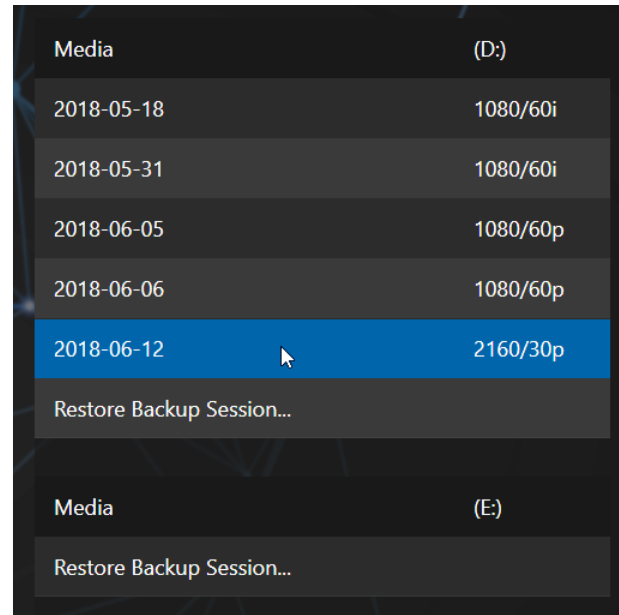 Media (D:)
2018-05-18 1080/60i
2018-05-31 1080/60i
2018-06-05 1080/60p
2018-06-06 1080/60p
2018-06-12 2160/30p
Restore Backup Session...
Media (E:)
Restore Backup Session...